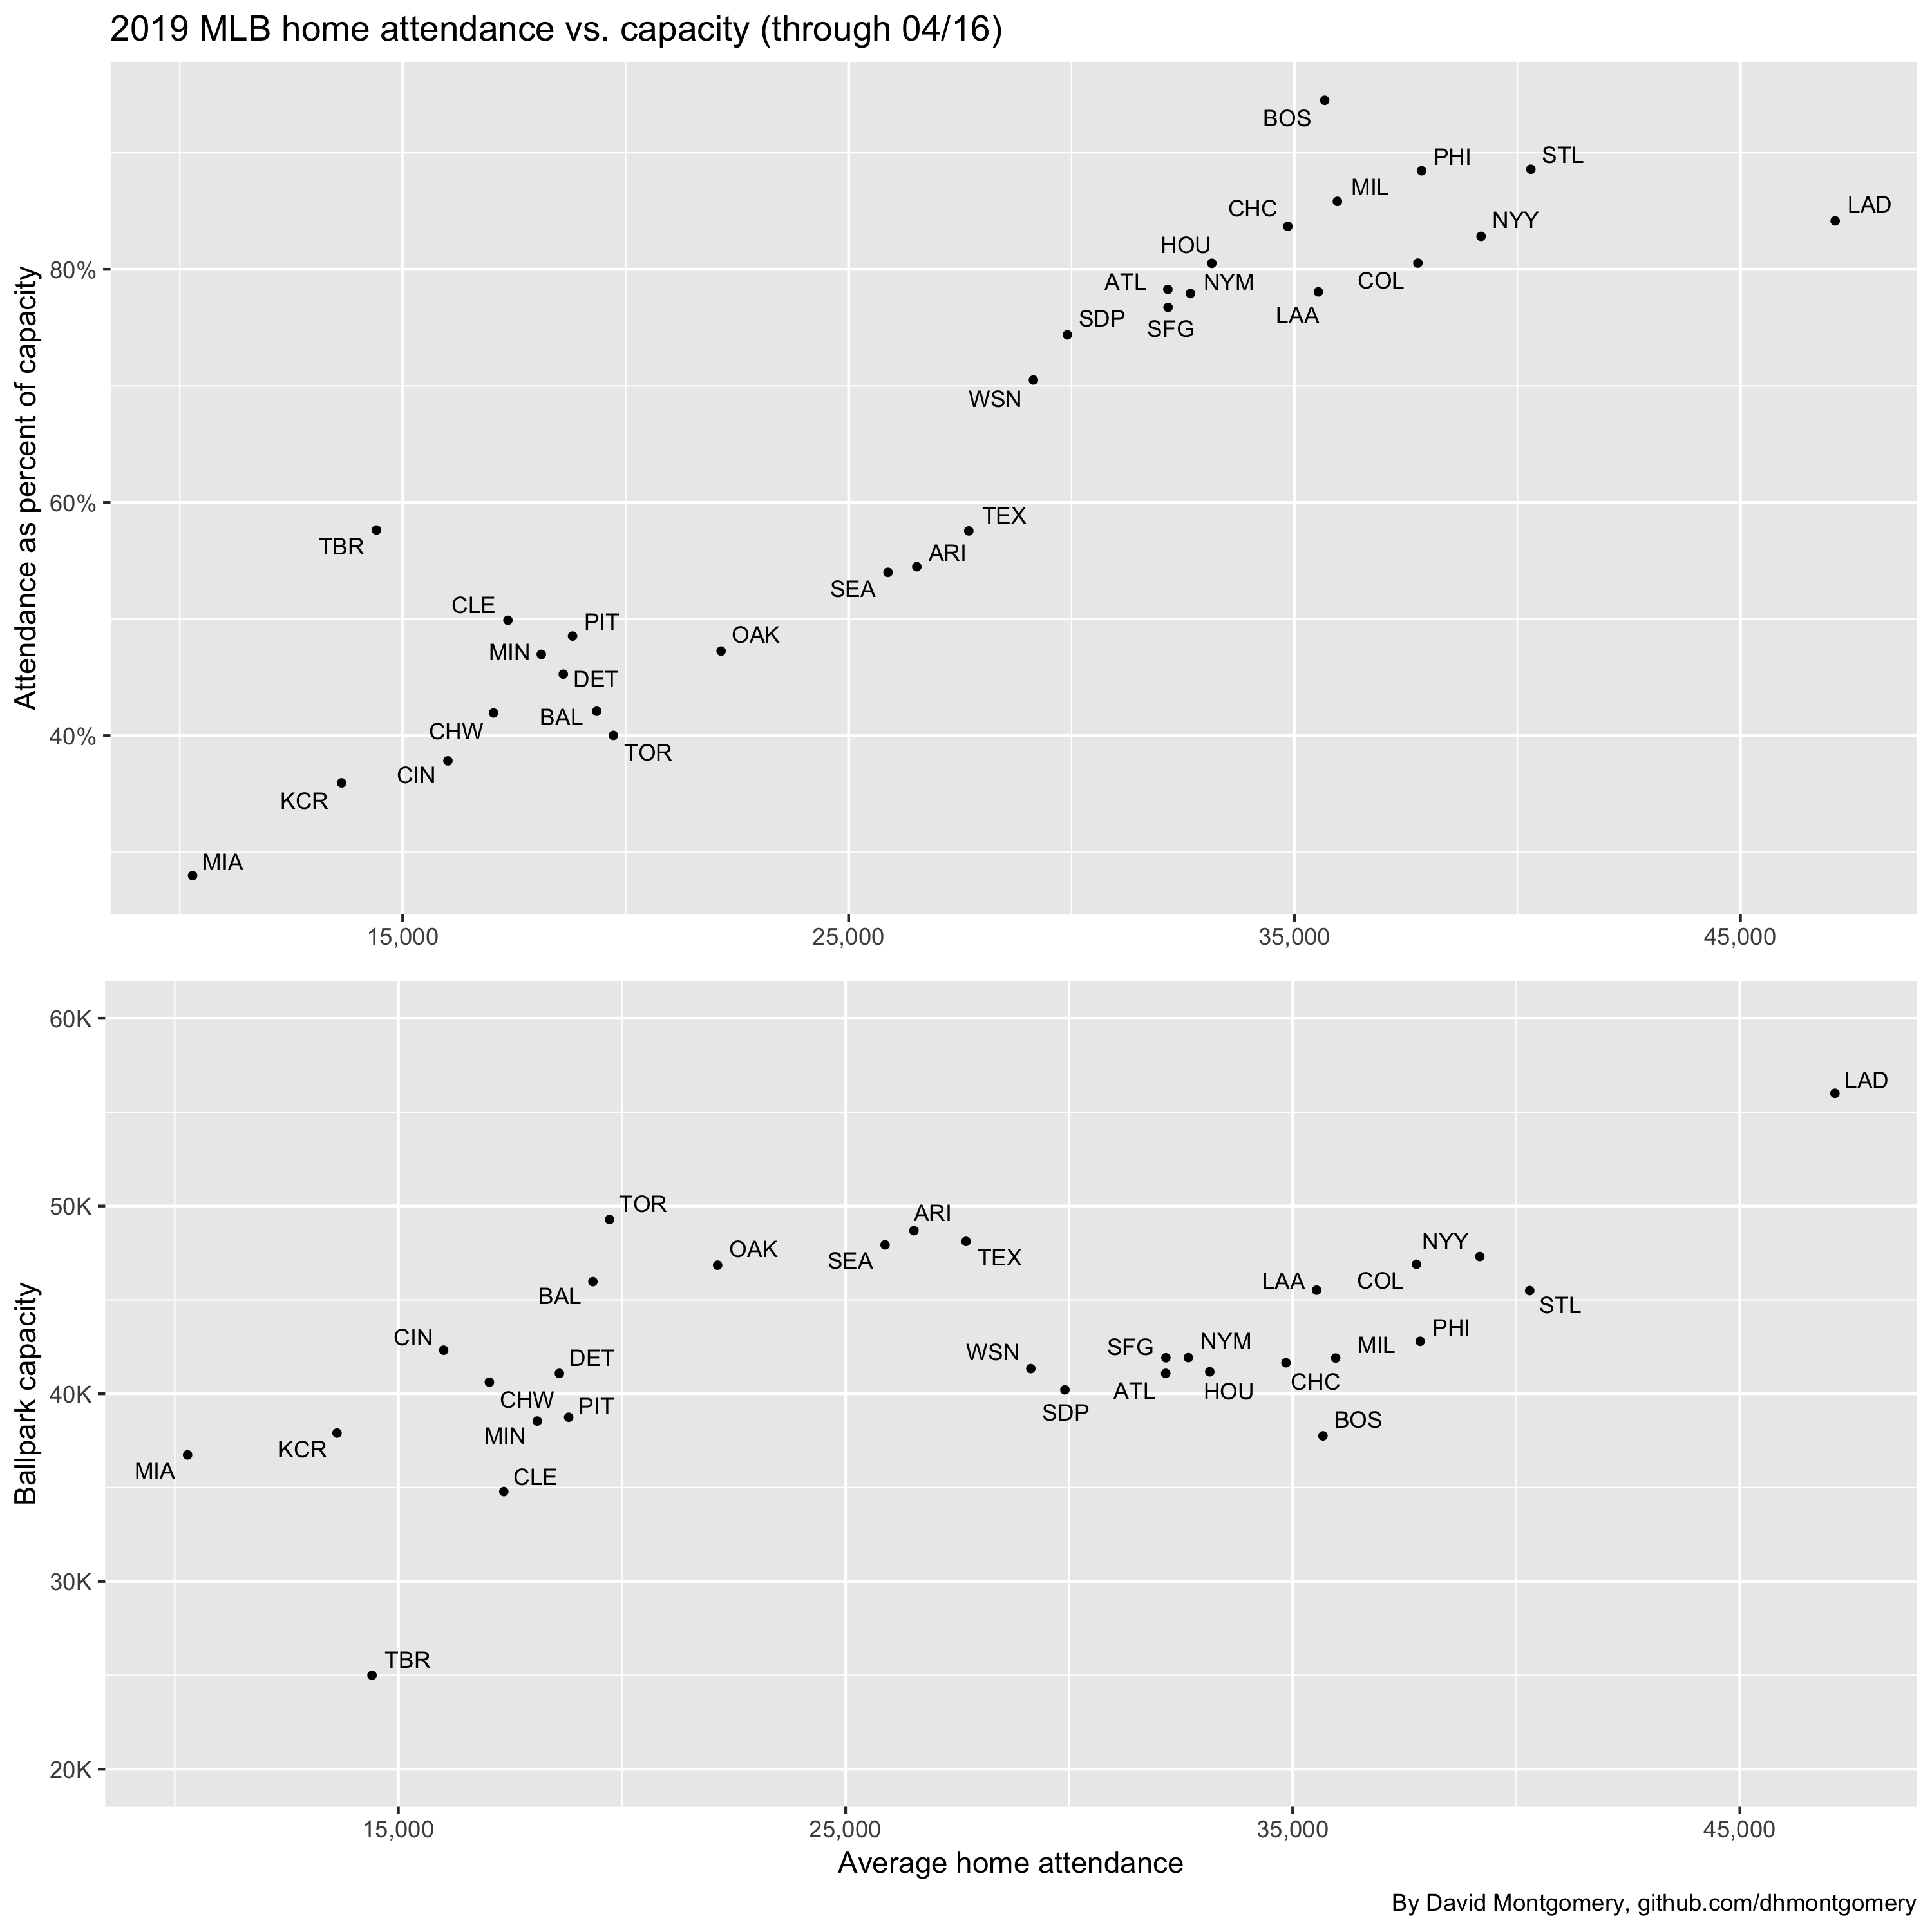 2019 MLB home attendance vs. capacity (through 04/16)
Attendance as percent of capacity
80%
60%
40%
BOS
PHI
STL
MIL
LAD
CHC
NYY
HOU
COL
ATL
NYM
LAA
SDP
SFG
WSN
TEX
TBR
ARI
SEA
CLE
PIT
OAK
MIN
DET
BAL
CHW
TOR
CIN
KCR
MIA
15,000 25,000 35,000 45,000
Ballpark capacity
60K
50K
40K
30K
20K
LAD
TOR
ARI
NYY
OAK
SEA
TEX
LAA
COL
BAL
STL
PHI
CIN
NYM
SFG
MIL
WSN
DET
CHC
ATL
HOU
CHW
PIT
SDP
BOS
MIN
KCR
MIA
CLE
TBR
15,000 25,000 35,000 45,000
Average home attendance
By David Montgomery, github.com/dhmontgomery